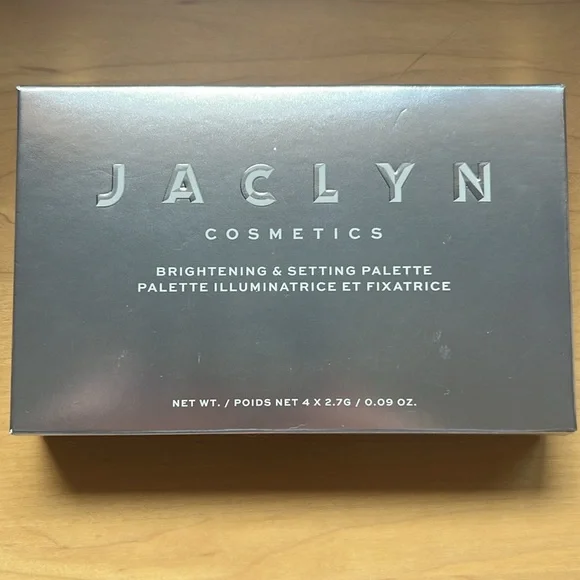 JACLYN
COSMETICS
BRIGHTENING & SETTING PALETTE
PALETTE ILLUMINATRICE ET FIXATRICE
NET WT. / POIDS NET 4 X 2.7G / 0.09 OZ.